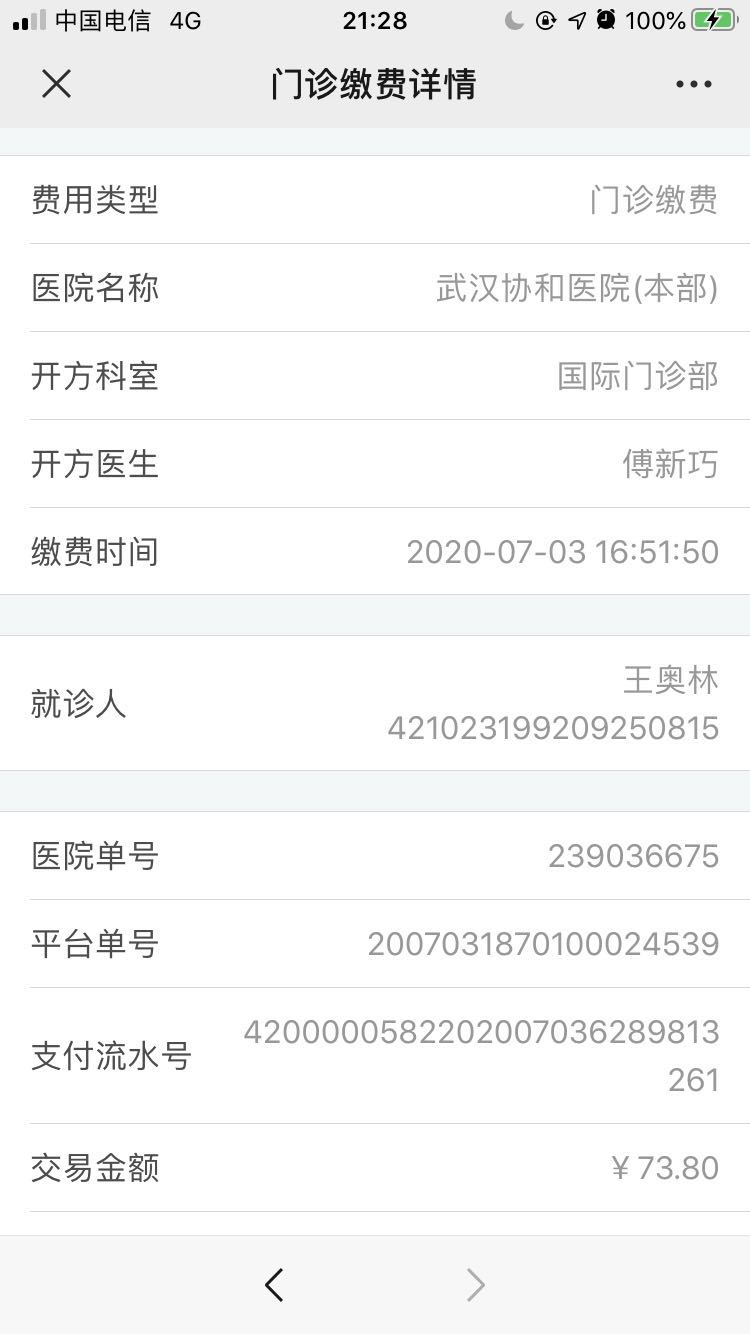 中国电信 4G 21:28 100%
门诊缴费详情
费用类型 门诊缴费
医院名称 武汉协和医院(本部)
开方科室 国际门诊部
开方医生 傅新巧
缴费时间 2020-07-03 16:51:50
就诊人 王奥林
421023199209250815
医院单号 239036675
平台单号 2007031870100024539
支付流水号 4200000582202007036289813
261
交易金额 ¥73.80